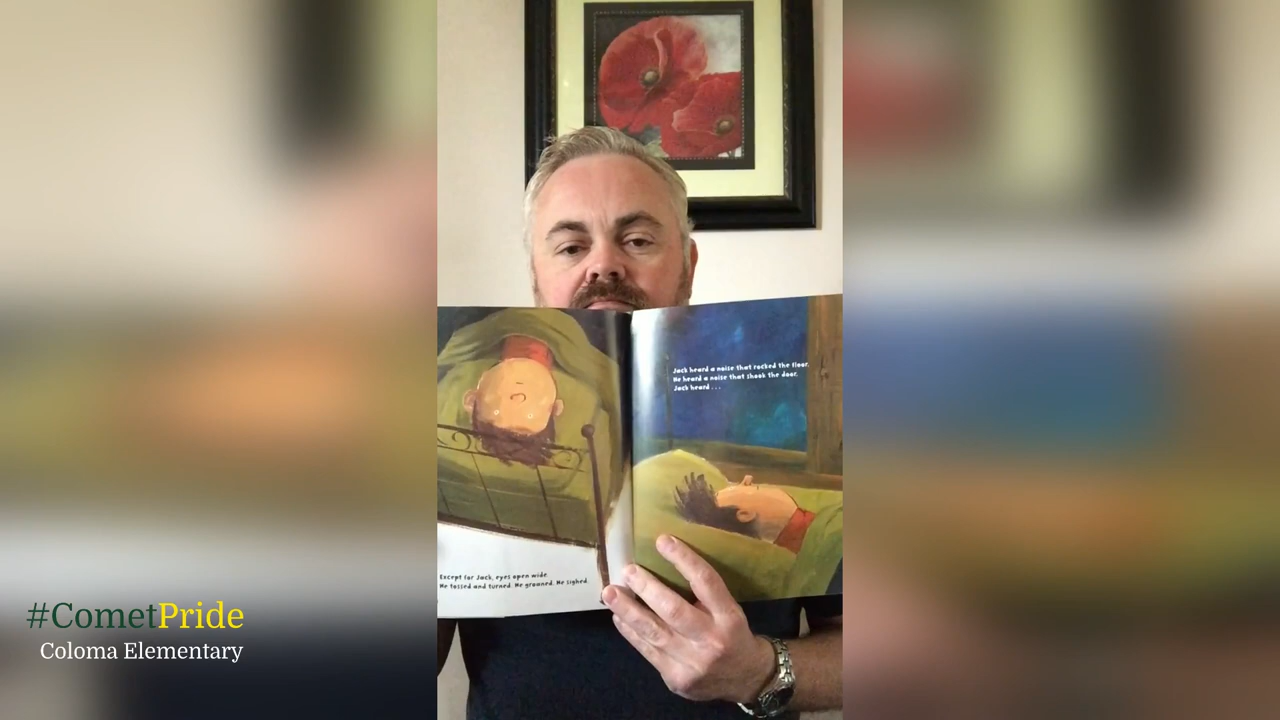 Jack heard a noise that rocked the floor.
He heard a noise that shook the door.
Jack heard . . .
Except for Jack, eyes open wide
He tossed and turned. He groaned. He sighed.
#CometPride
Coloma Elementary